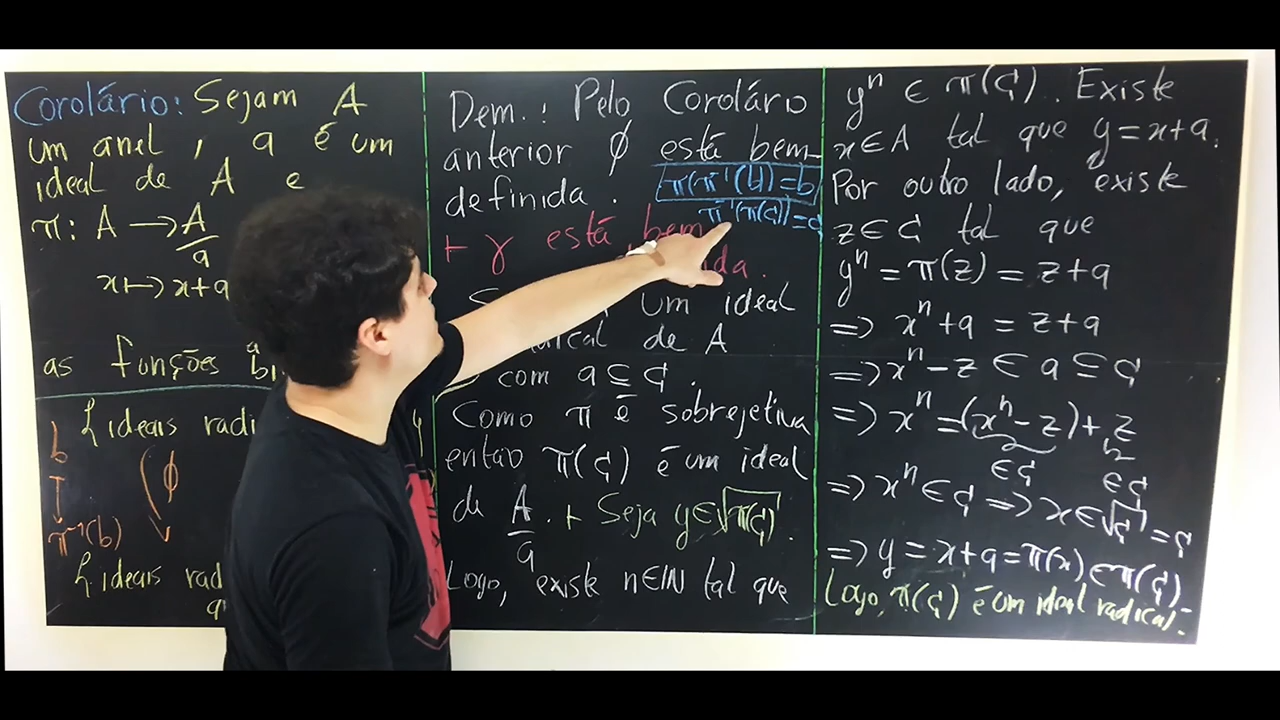 Corolário: Sejam A
um anel, a é um
ideal de A e
π: A → A/a
x ↦ x+a
as funções
{ideais radi
b
↦
π⁻¹(b)
ϕ
{ideais rad
Dem.: Pelo Corolário
anterior ϕ está bem-
definida.
π(π⁻¹(b))=b
π⁻¹(π(ç))=ç
+ γ está bem
um ideal
de A
com a ⊆ ç.
Como π é sobrejetiva
então π(ç) é um ideal
de A/a. + Seja y∈√π(ç).
Logo, existe n∈IN tal que
yⁿ ∈ π(ç). Existe
x∈A tal que y=x+a.
Por outro lado, existe
z∈ç tal que
yⁿ=π(z)=z+a
=> xⁿ+a=z+a
=> xⁿ-z ∈ a ⊆ ç
=> xⁿ=(xⁿ-z)+z
∈ç ∈ç
=> xⁿ∈ç => x∈√ç=ç
=> y=x+a=π(x)∈π(ç)
Logo, π(ç) é um ideal radical.